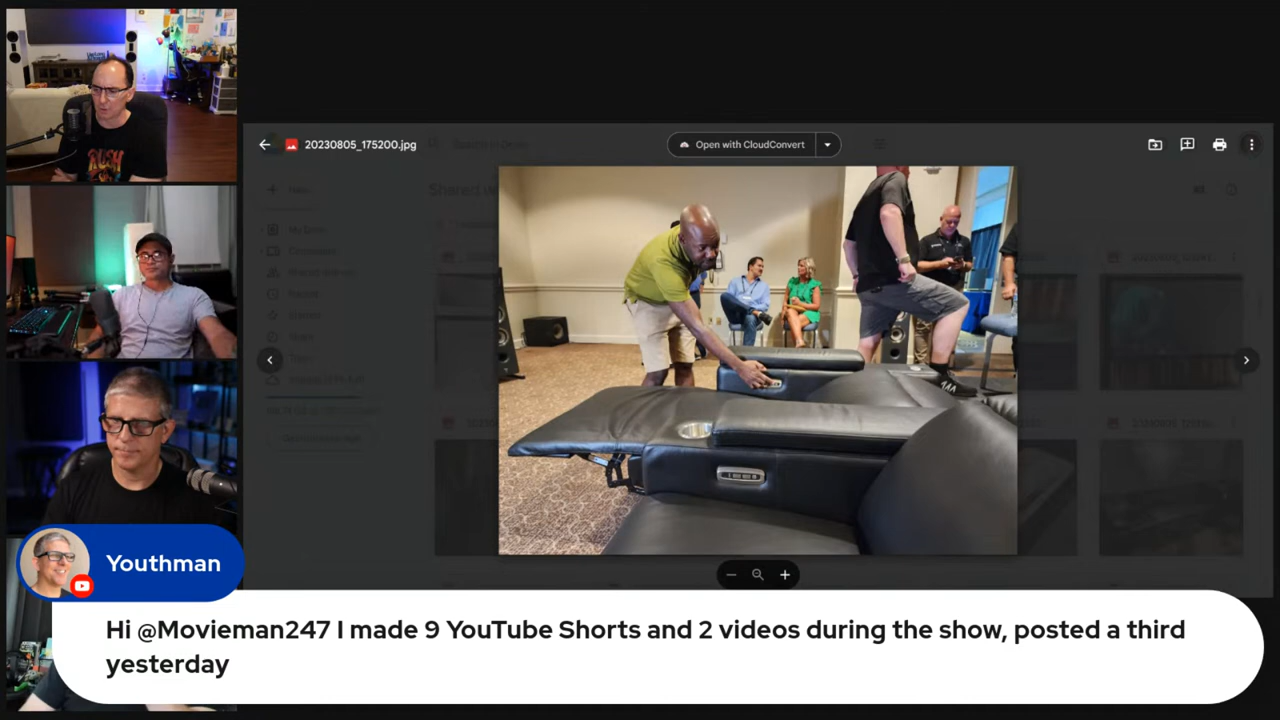 20230805_175200.jpg
Open with CloudConvert
RUSH
Youthman
Hi @Movieman247 I made 9 YouTube Shorts and 2 videos during the show, posted a third
yesterday